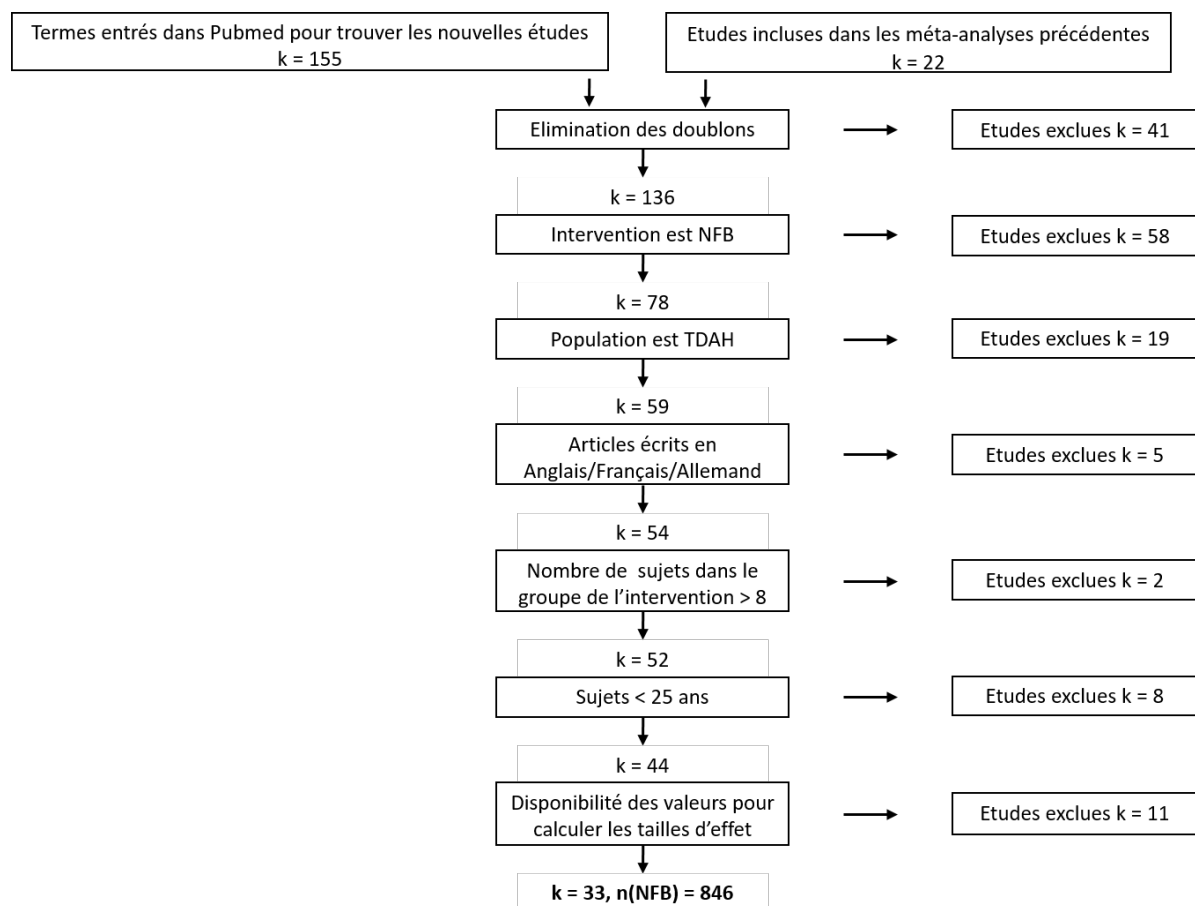 Termes entrés dans Pubmed pour trouver les nouvelles études
k = 155
Etudes incluses dans les méta-analyses précédentes
k = 22
Elimination des doublons
Etudes exclues k = 41
k = 136
Intervention est NFB
Etudes exclues k = 58
k = 78
Population est TDAH
Etudes exclues k = 19
k = 59
Articles écrits en
Anglais/Français/Allemand
Etudes exclues k = 5
k = 54
Nombre de sujets dans le
groupe de l’intervention > 8
Etudes exclues k = 2
k = 52
Sujets < 25 ans
Etudes exclues k = 8
k = 44
Disponibilité des valeurs pour
calculer les tailles d’effet
Etudes exclues k = 11
k = 33, n(NFB) = 846